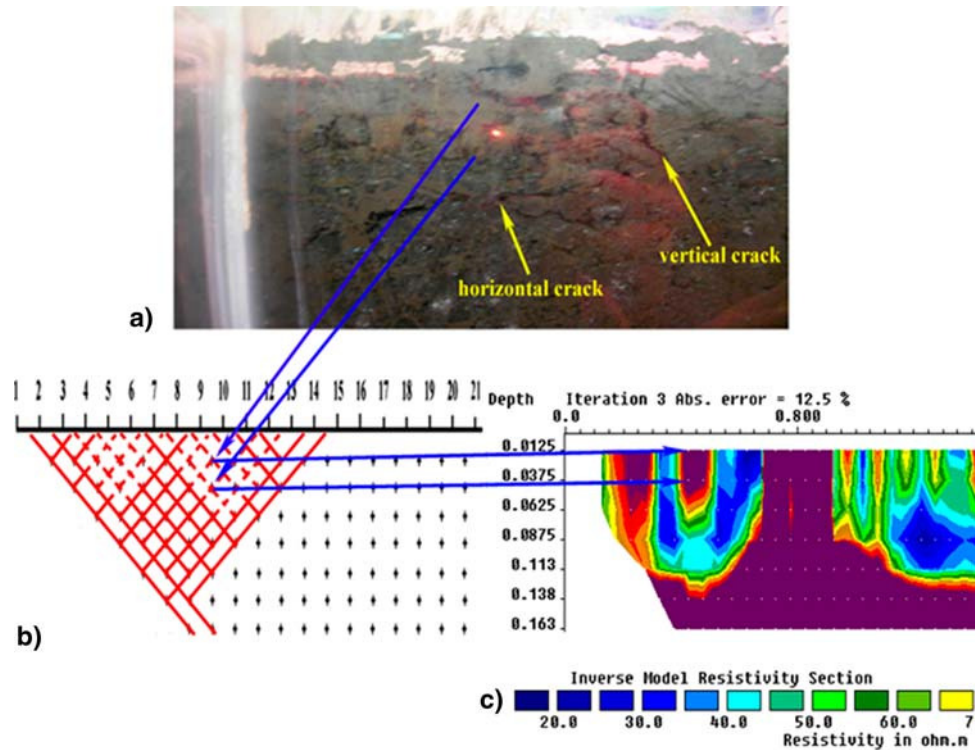 vertical crack
horizontal crack
a)
1 2 3 4 5 6 7 8 9 10 11 12 13 14 15 16 17 18 19 20 21
Depth Iteration 3 Abs. error = 12.5 %
0.0 0.800
0.0125
0.0375
0.0625
0.0875
0.113
0.138
0.163
b)
Inverse Model Resistivity Section
c)
20.0 30.0 40.0 50.0 60.0 7
Resistivity in ohm.m